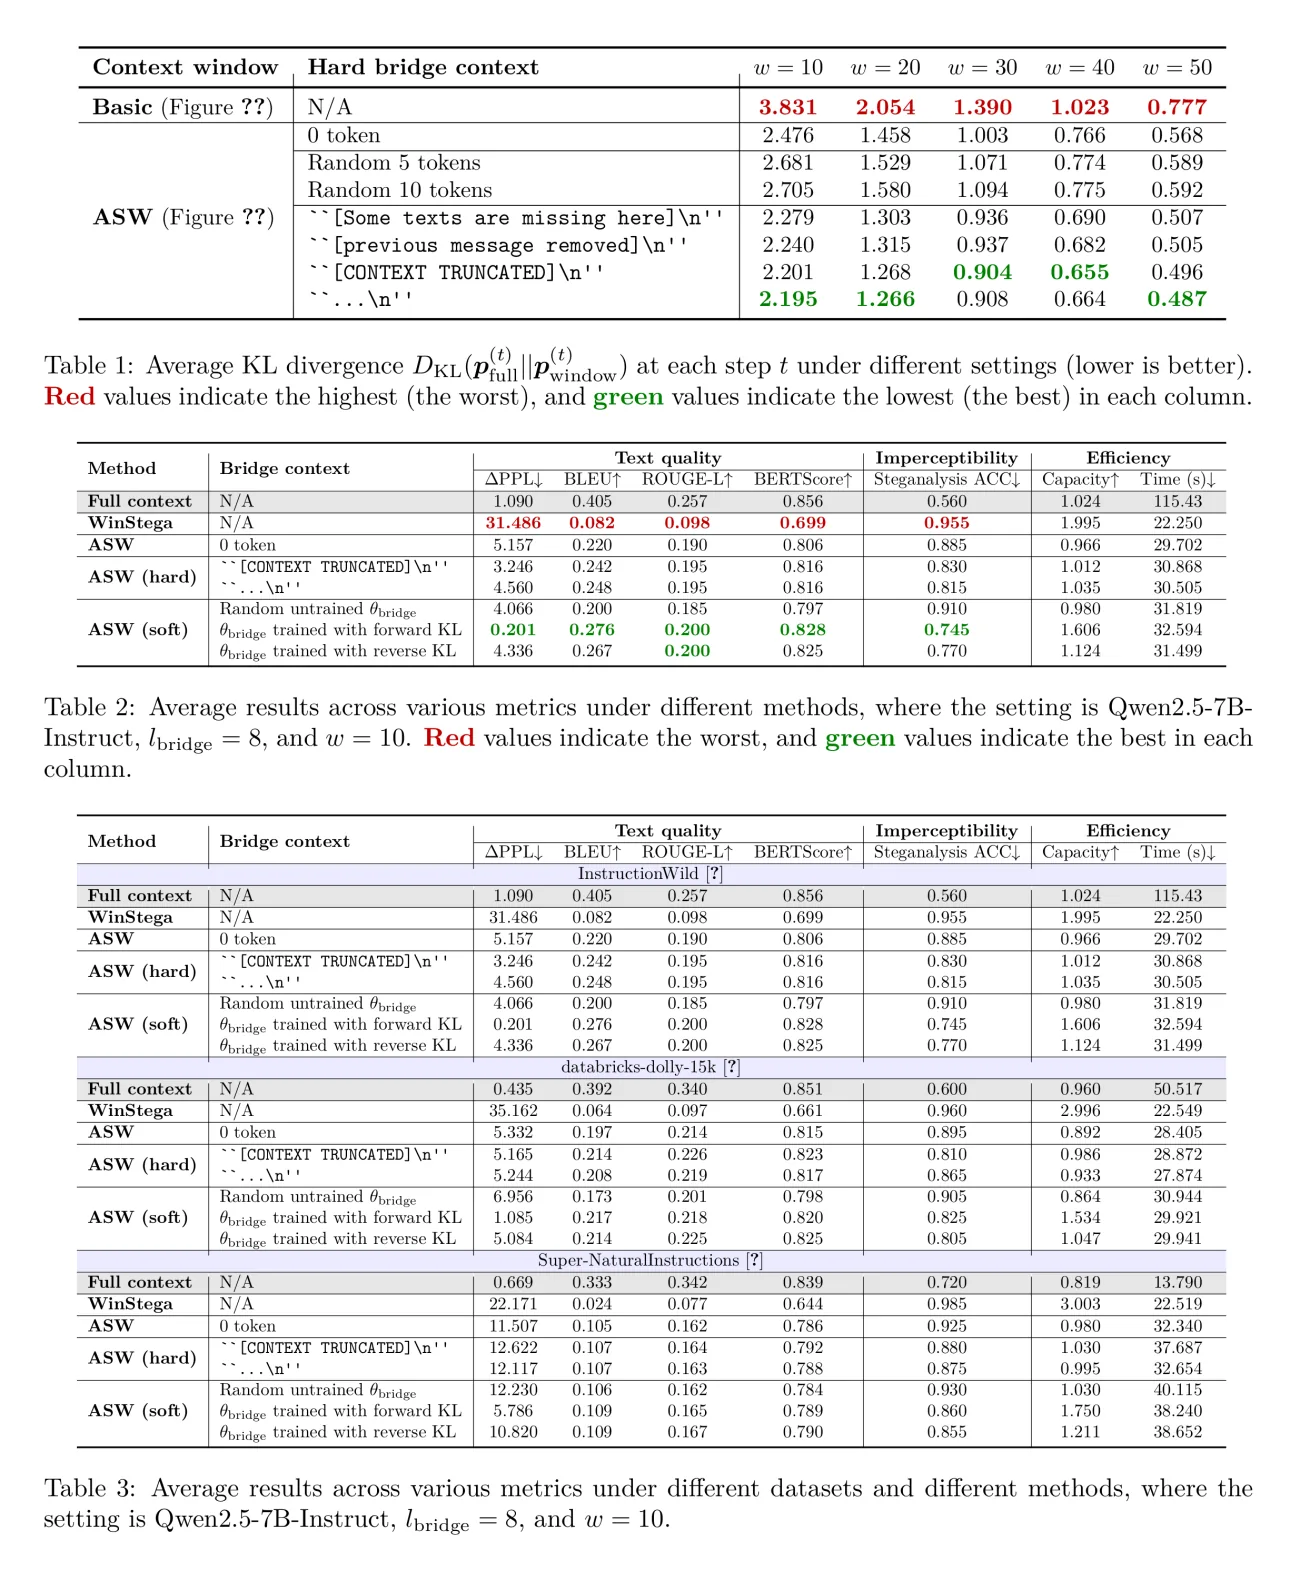 Context window Hard bridge context w = 10 w = 20 w = 30 w = 40 w = 50
Basic (Figure ??) N/A 3.831 2.054 1.390 1.023 0.777
0 token 2.476 1.458 1.003 0.766 0.568
Random 5 tokens 2.681 1.529 1.071 0.774 0.589
Random 10 tokens 2.705 1.580 1.094 0.775 0.592
ASW (Figure ??) ``[Some texts are missing here]\n'' 2.279 1.303 0.936 0.690 0.507
``[previous message removed]\n'' 2.240 1.315 0.937 0.682 0.505
``[CONTEXT TRUNCATED]\n'' 2.201 1.268 0.904 0.655 0.496
``...\n'' 2.195 1.266 0.908 0.664 0.487
Table 1: Average KL divergence D_KL(p_full^(t)||p_window^(t)) at each step t under different settings (lower is better).
Red values indicate the highest (the worst), and green values indicate the lowest (the best) in each column.
Method Bridge context Text quality Imperceptibility Efficiency
ΔPPL↓ BLEU↑ ROUGE-L↑ BERTScore↑ Steganalysis ACC↓ Capacity↑ Time (s)↓
Full context N/A 1.090 0.405 0.257 0.856 0.560 1.024 115.43
WinStega N/A 31.486 0.082 0.098 0.699 0.955 1.995 22.250
ASW 0 token 5.157 0.220 0.190 0.806 0.885 0.966 29.702
ASW (hard) ``[CONTEXT TRUNCATED]\n'' 3.246 0.242 0.195 0.816 0.830 1.012 30.868
``...\n'' 4.560 0.248 0.195 0.816 0.815 1.035 30.505
Random untrained θ_bridge 4.066 0.200 0.185 0.797 0.910 0.980 31.819
ASW (soft) θ_bridge trained with forward KL 0.201 0.276 0.200 0.828 0.745 1.606 32.594
θ_bridge trained with reverse KL 4.336 0.267 0.200 0.825 0.770 1.124 31.499
Table 2: Average results across various metrics under different methods, where the setting is Qwen2.5-7B-
Instruct, l_bridge = 8, and w = 10. Red values indicate the worst, and green values indicate the best in each
column.
Method Bridge context Text quality Imperceptibility Efficiency
ΔPPL↓ BLEU↑ ROUGE-L↑ BERTScore↑ Steganalysis ACC↓ Capacity↑ Time (s)↓
InstructionWild [?]
Full context N/A 1.090 0.405 0.257 0.856 0.560 1.024 115.43
WinStega N/A 31.486 0.082 0.098 0.699 0.955 1.995 22.250
ASW 0 token 5.157 0.220 0.190 0.806 0.885 0.966 29.702
ASW (hard) ``[CONTEXT TRUNCATED]\n'' 3.246 0.242 0.195 0.816 0.830 1.012 30.868
``...\n'' 4.560 0.248 0.195 0.816 0.815 1.035 30.505
Random untrained θ_bridge 4.066 0.200 0.185 0.797 0.910 0.980 31.819
ASW (soft) θ_bridge trained with forward KL 0.201 0.276 0.200 0.828 0.745 1.606 32.594
θ_bridge trained with reverse KL 4.336 0.267 0.200 0.825 0.770 1.124 31.499
databricks-dolly-15k [?]
Full context N/A 0.435 0.392 0.340 0.851 0.600 0.960 50.517
WinStega N/A 35.162 0.064 0.097 0.661 0.960 2.996 22.549
ASW 0 token 5.332 0.197 0.214 0.815 0.895 0.892 28.405
ASW (hard) ``[CONTEXT TRUNCATED]\n'' 5.165 0.214 0.226 0.823 0.810 0.986 28.872
``...\n'' 5.244 0.208 0.219 0.817 0.865 0.933 27.874
Random untrained θ_bridge 6.956 0.173 0.201 0.798 0.905 0.864 30.944
ASW (soft) θ_bridge trained with forward KL 1.085 0.217 0.218 0.820 0.825 1.534 29.921
θ_bridge trained with reverse KL 5.084 0.214 0.225 0.825 0.805 1.047 29.941
Super-NaturalInstructions [?]
Full context N/A 0.669 0.333 0.342 0.839 0.720 0.819 13.790
WinStega N/A 22.171 0.024 0.077 0.644 0.985 3.003 22.519
ASW 0 token 11.507 0.105 0.162 0.786 0.925 0.980 32.340
ASW (hard) ``[CONTEXT TRUNCATED]\n'' 12.622 0.107 0.164 0.792 0.880 1.030 37.687
``...\n'' 12.117 0.107 0.163 0.788 0.875 0.995 32.654
Random untrained θ_bridge 12.230 0.106 0.162 0.784 0.930 1.030 40.115
ASW (soft) θ_bridge trained with forward KL 5.786 0.109 0.165 0.789 0.860 1.750 38.240
θ_bridge trained with reverse KL 10.820 0.109 0.167 0.790 0.855 1.211 38.652
Table 3: Average results across various metrics under different datasets and different methods, where the
setting is Qwen2.5-7B-Instruct, l_bridge = 8, and w = 10.